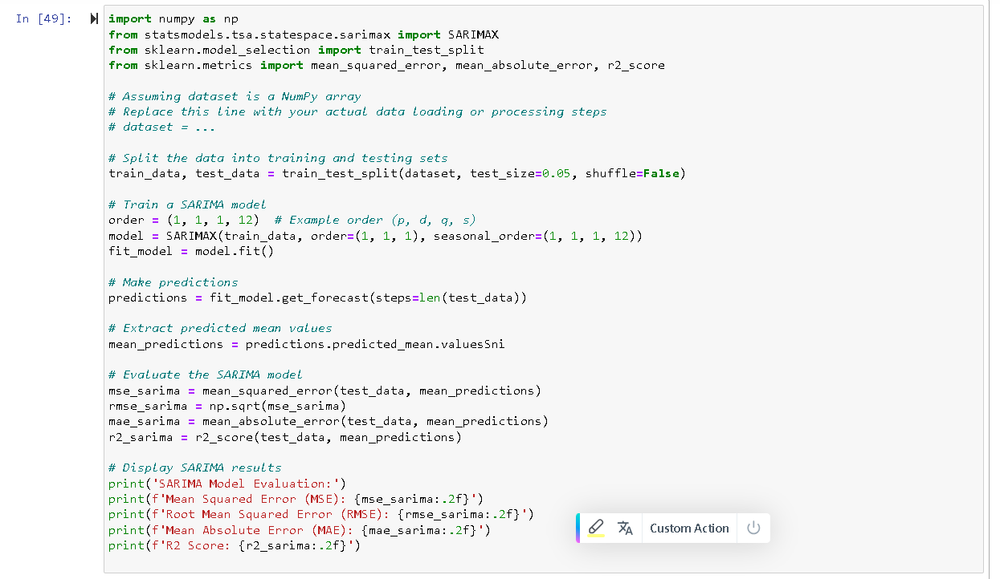 In [49]:
import numpy as np
from statsmodels.tsa.statespace.sarimax import SARIMAX
from sklearn.model_selection import train_test_split
from sklearn.metrics import mean_squared_error, mean_absolute_error, r2_score
# Assuming dataset is a NumPy array
# Replace this line with your actual data loading or processing steps
# dataset = ...
# Split the data into training and testing sets
train_data, test_data = train_test_split(dataset, test_size=0.05, shuffle=False)
# Train a SARIMA model
order = (1, 1, 1, 12)  # Example order (p, d, q, s)
model = SARIMAX(train_data, order=(1, 1, 1), seasonal_order=(1, 1, 1, 12))
fit_model = model.fit()
# Make predictions
predictions = fit_model.get_forecast(steps=len(test_data))
# Extract predicted mean values
mean_predictions = predictions.predicted_mean.valuesSni
# Evaluate the SARIMA model
mse_sarima = mean_squared_error(test_data, mean_predictions)
rmse_sarima = np.sqrt(mse_sarima)
mae_sarima = mean_absolute_error(test_data, mean_predictions)
r2_sarima = r2_score(test_data, mean_predictions)
# Display SARIMA results
print('SARIMA Model Evaluation:')
print(f'Mean Squared Error (MSE): {mse_sarima:.2f}')
print(f'Root Mean Squared Error (RMSE): {rmse_sarima:.2f}')
print(f'Mean Absolute Error (MAE): {mae_sarima:.2f}')
print(f'R2 Score: {r2_sarima:.2f}')
Custom Action